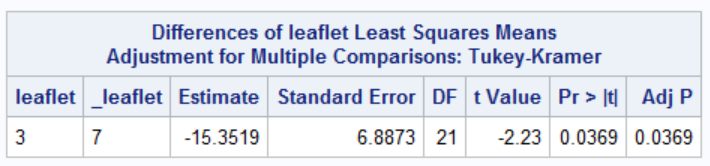 Differences of leaflet Least Squares Means
Adjustment for Multiple Comparisons: Tukey-Kramer
leaflet _leaflet Estimate Standard Error DF t Value Pr > |t| Adj P
3 7 -15.3519 6.8873 21 -2.23 0.0369 0.0369